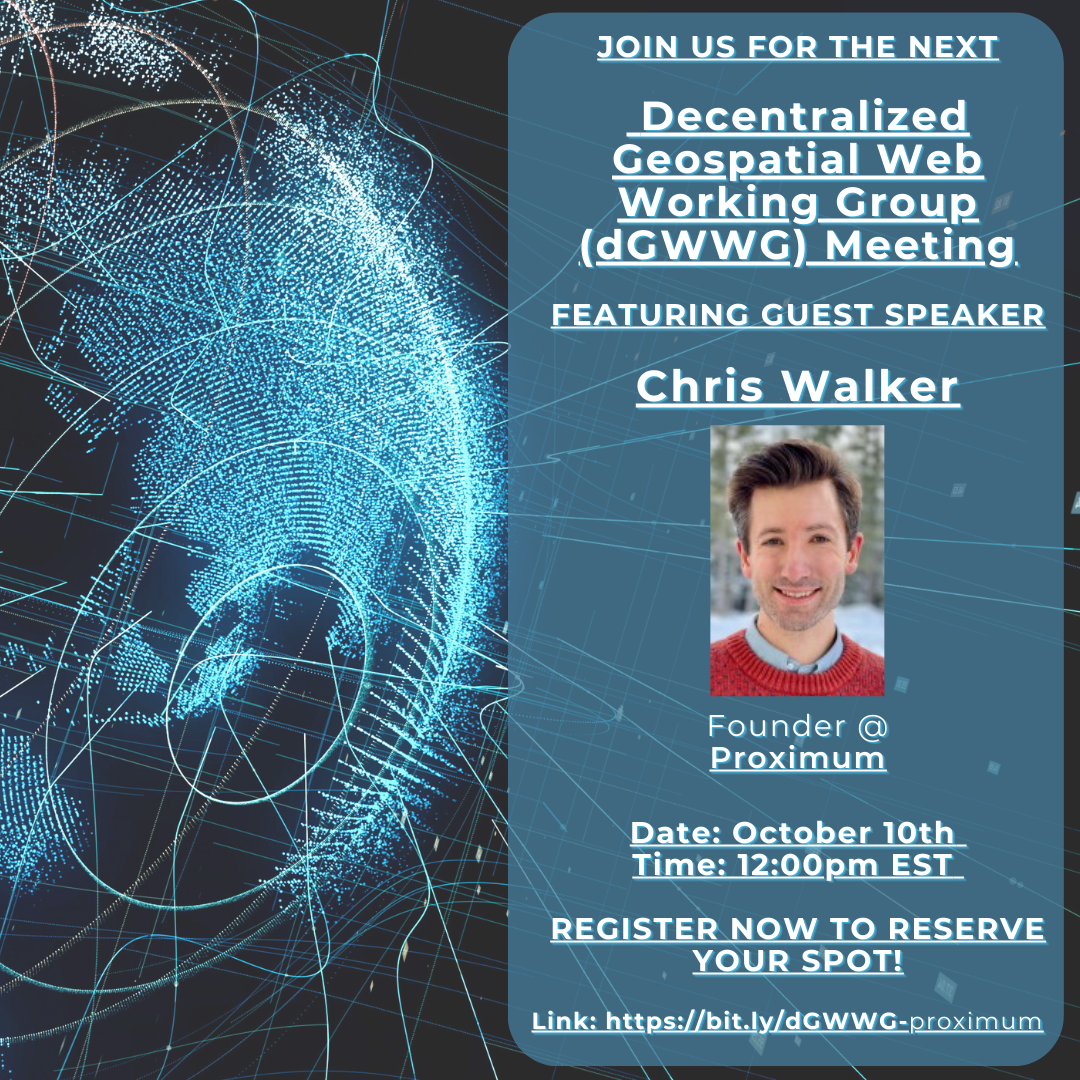 JOIN US FOR THE NEXT
Decentralized
Geospatial Web
Working Group
(dGWWG) Meeting
FEATURING GUEST SPEAKER
Chris Walker
Founder @
Proximum
Date: October 10th
Time: 12:00pm EST
REGISTER NOW TO RESERVE
YOUR SPOT!
Link: https://bit.ly/dGWWG-proximum